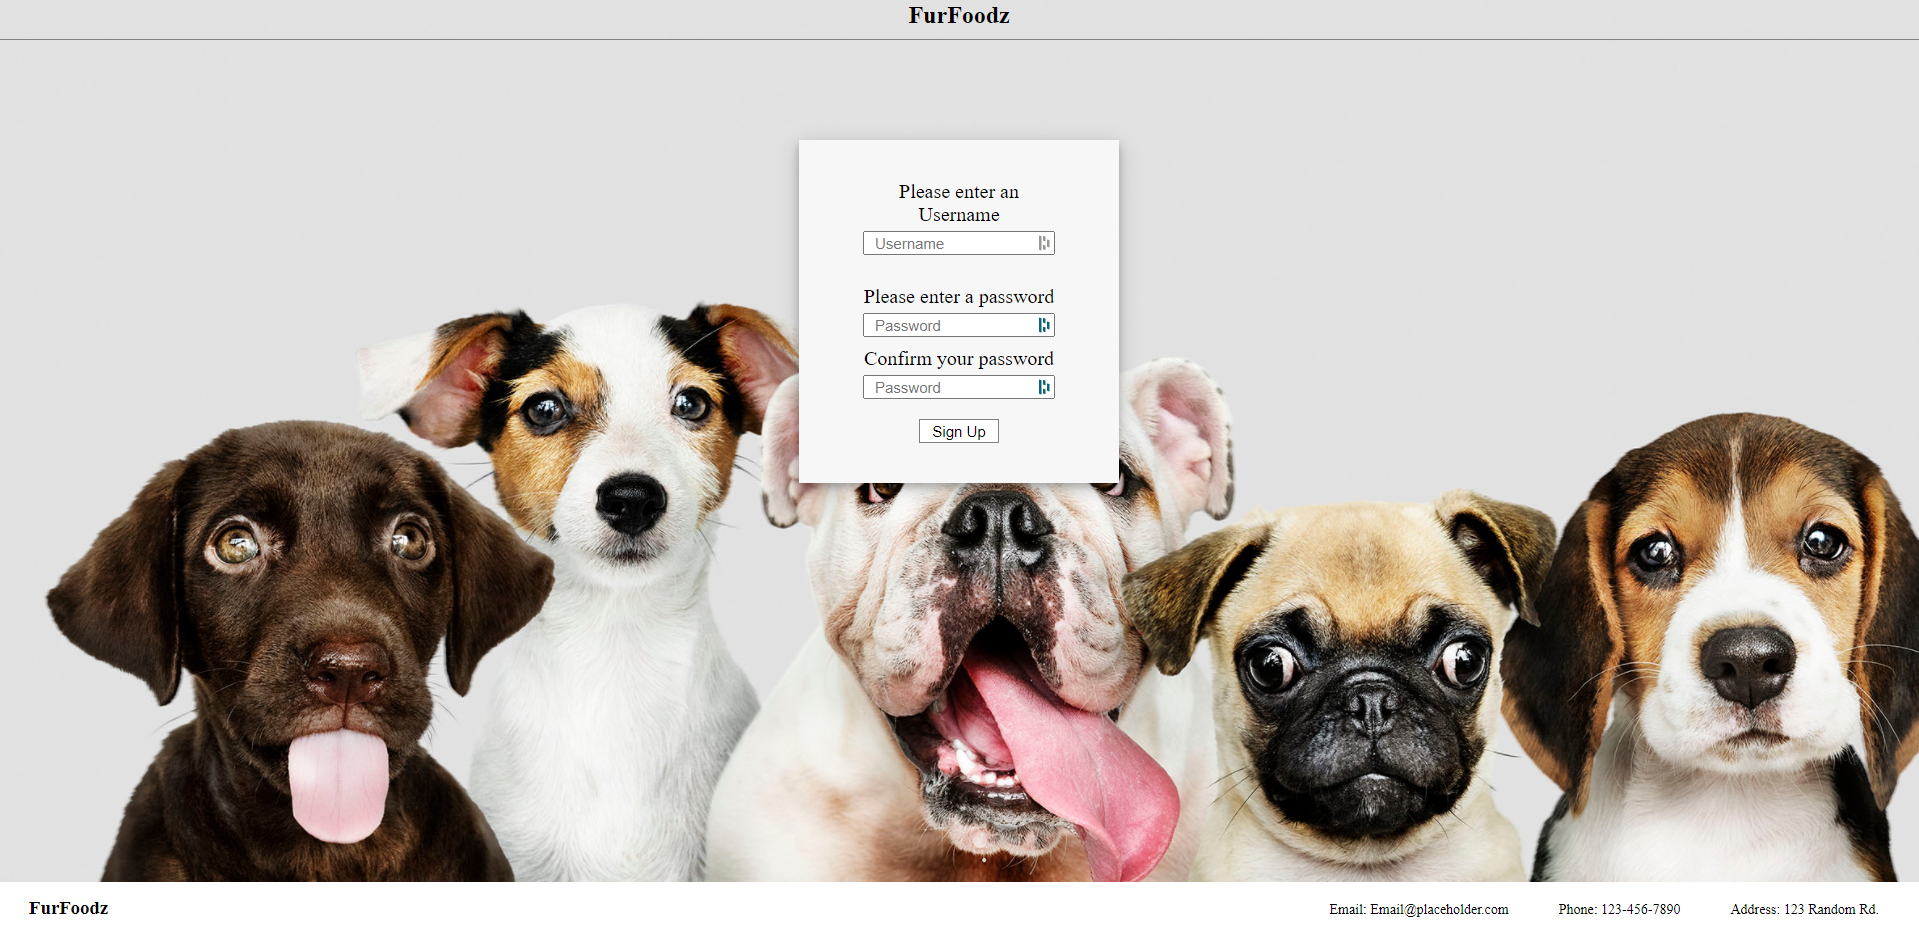 FurFoodz
Please enter an
Username
Username
Please enter a password
Password
Confirm your password
Password
Sign Up
FurFoodz
Email: Email@placeholder.com
Phone: 123-456-7890
Address: 123 Random Rd.